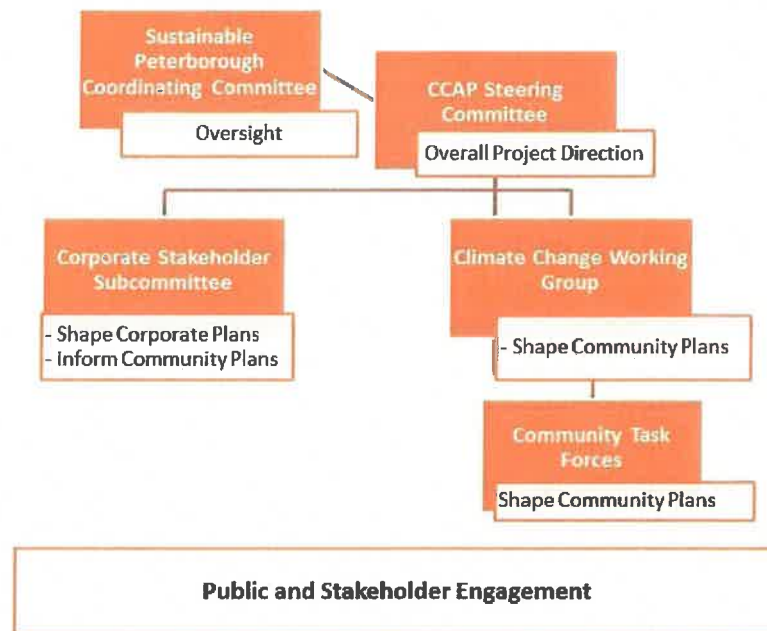 Sustainable
Peterborough
Coordinating Committee
Oversight
CCAP Steering
Committee
Overall Project Direction
Corporate Stakeholder
Subcommittee
- Shape Corporate Plans
- Inform Community Plans
Climate Change Working
Group
- Shape Community Plans
Community Task
Forces
Shape Community Plans
Public and Stakeholder Engagement